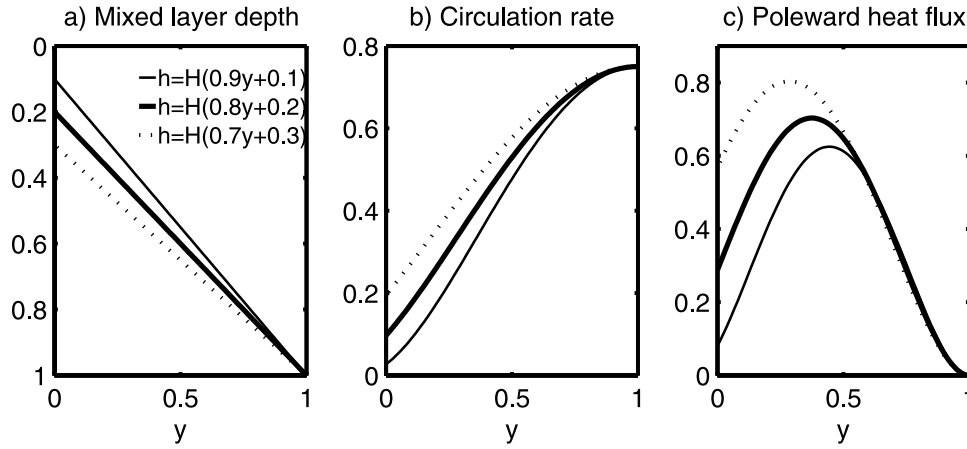 a) Mixed layer depth
0
0.2
0.4
0.6
0.8
1
h=H(0.9y+0.1)
h=H(0.8y+0.2)
h=H(0.7y+0.3)
0 0.5 1
y
b) Circulation rate
0.8
0.6
0.4
0.2
0
0 0.5 1
y
c) Poleward heat flux
0.8
0.6
0.4
0.2
0
0 0.5 1
y